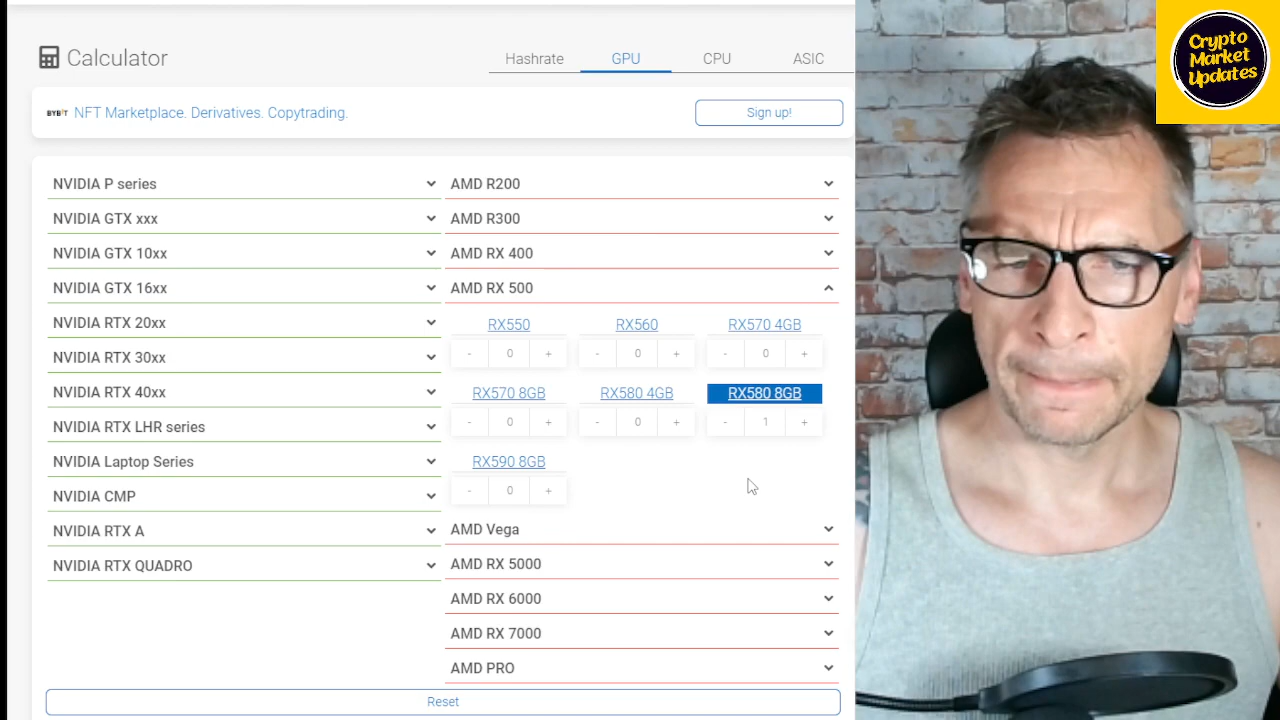 Calculator
Hashrate GPU CPU ASIC
BYBIT NFT Marketplace. Derivatives. Copytrading. Sign up!
NVIDIA P series
NVIDIA GTX xxx
NVIDIA GTX 10xx
NVIDIA GTX 16xx
NVIDIA RTX 20xx
NVIDIA RTX 30xx
NVIDIA RTX 40xx
NVIDIA RTX LHR series
NVIDIA Laptop Series
NVIDIA CMP
NVIDIA RTX A
NVIDIA RTX QUADRO
AMD R200
AMD R300
AMD RX 400
AMD RX 500
RX550 RX560 RX570 4GB
- 0 + - 0 + - 0 +
RX570 8GB RX580 4GB RX580 8GB
- 0 + - 0 + - 1 +
RX590 8GB
- 0 +
AMD Vega
AMD RX 5000
AMD RX 6000
AMD RX 7000
AMD PRO
Reset
Crypto
Market
Updates